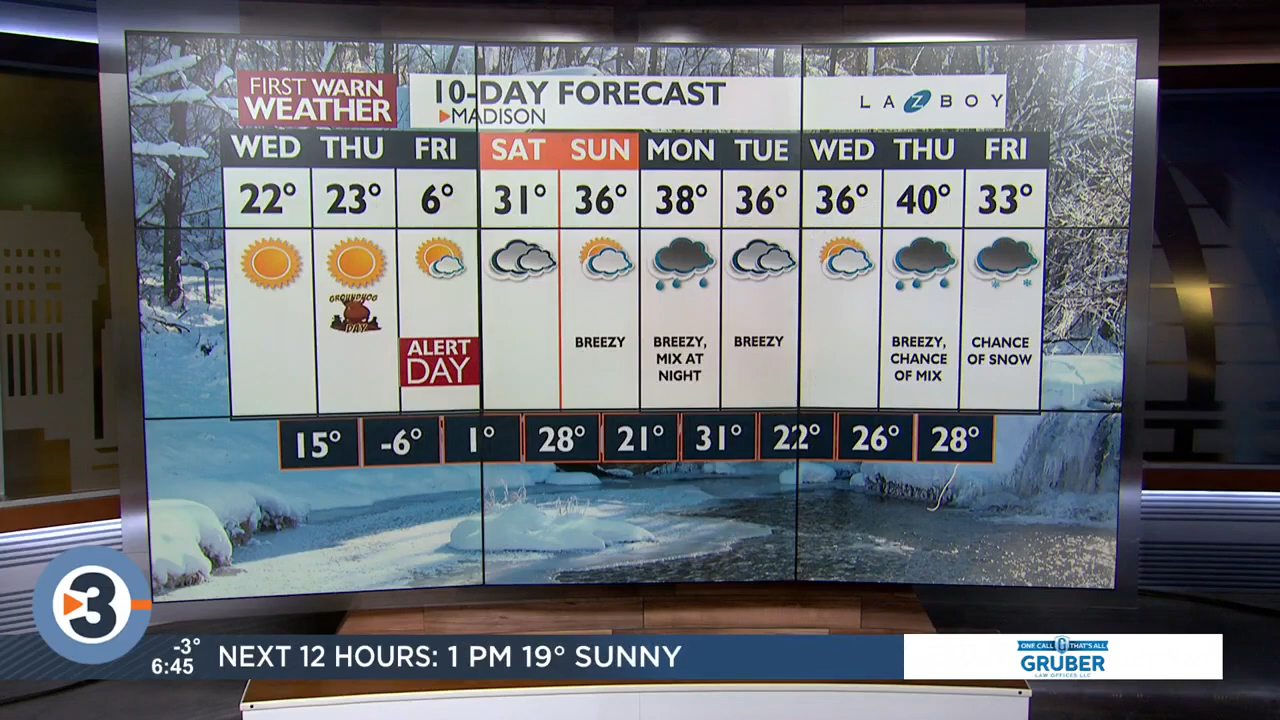 FIRST WARN
WEATHER
10-DAY FORECAST
MADISON
LA Z BOY
WED THU FRI SAT SUN MON TUE WED THU FRI
22° 23° 6° 31° 36° 38° 36° 36° 40° 33°
GROUNDHOG
DAY
ALERT
DAY
BREEZY
BREEZY,
MIX AT
NIGHT
BREEZY
BREEZY,
CHANCE
OF MIX
CHANCE
OF SNOW
15° -6° 1° 28° 21° 31° 22° 26° 28°
3
-3°
6:45
NEXT 12 HOURS: 1 PM 19° SUNNY
ONE CALL G THAT'S ALL
GRUBER
LAW OFFICES LLC